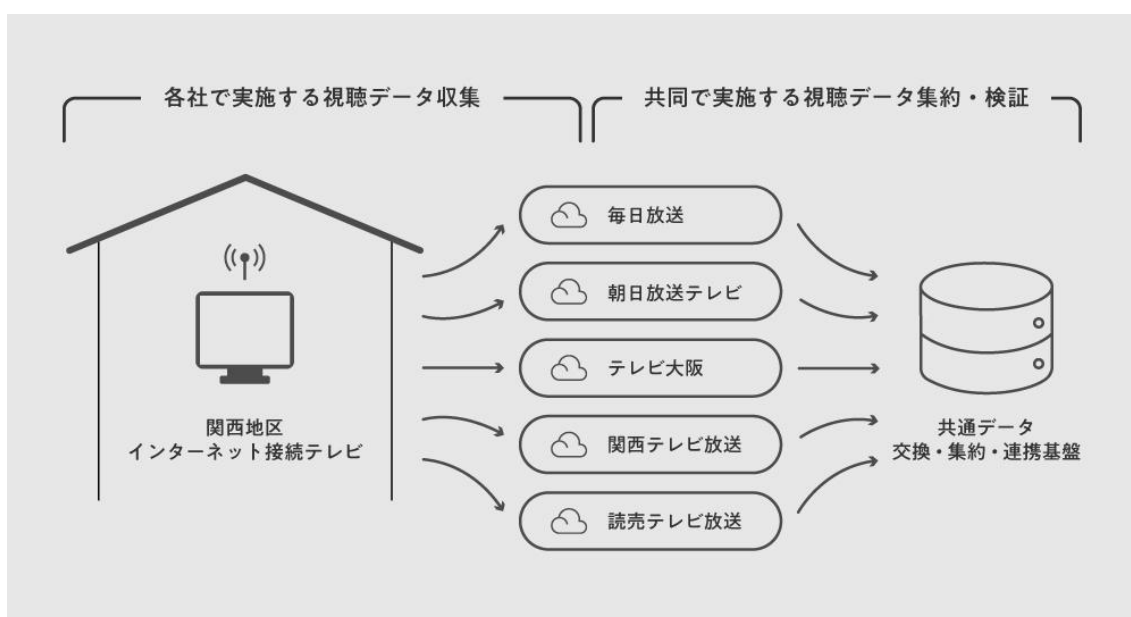 各社で実施する視聴データ収集
共同で実施する視聴データ集約・検証
毎日放送
朝日放送テレビ
テレビ大阪
関西テレビ放送
読売テレビ放送
関西地区
インターネット接続テレビ
共通データ
交換・集約・連携基盤